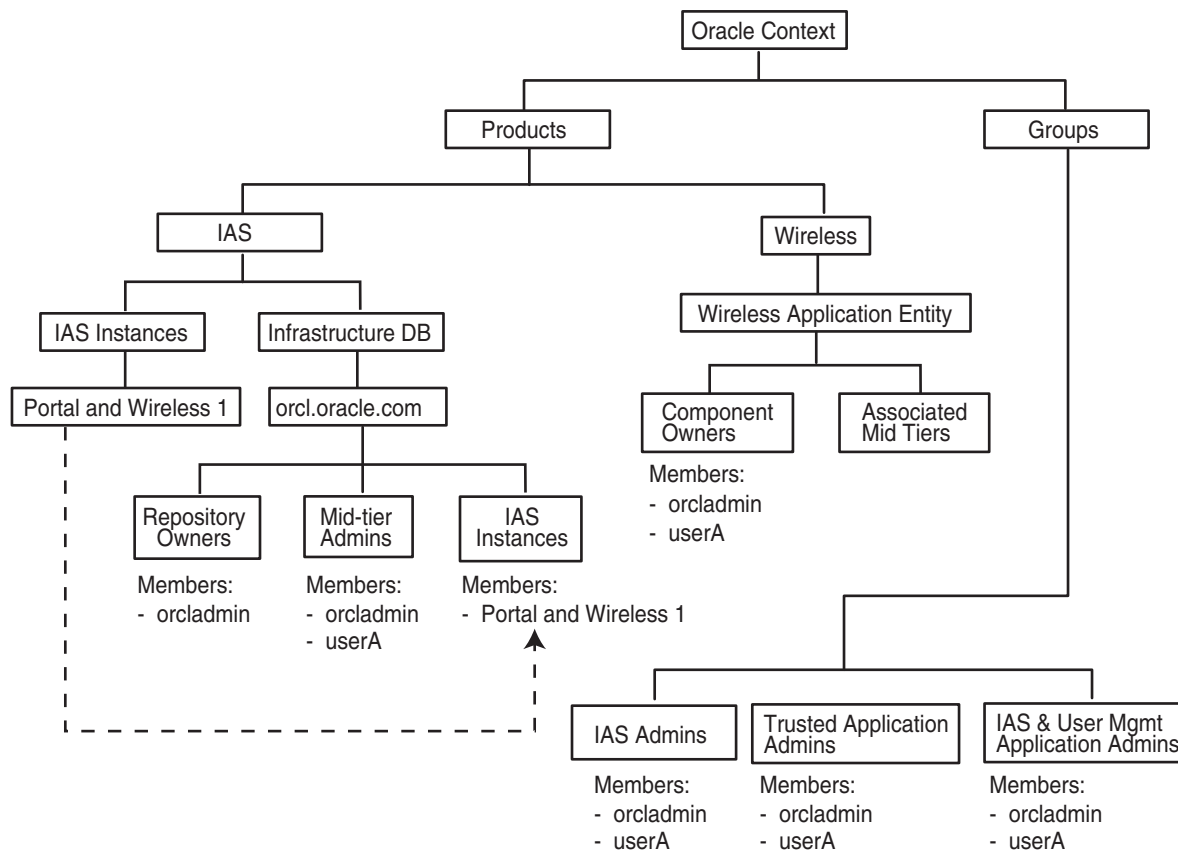 Oracle Context
Products
Groups
IAS
Wireless
IAS Instances
Infrastructure DB
Wireless Application Entity
Portal and Wireless 1
orcl.oracle.com
Component
Owners
Associated
Mid Tiers
Members:
- orcladmin
- userA
Repository
Owners
Mid-tier
Admins
IAS
Instances
Members:
- orcladmin
Members:
- orcladmin
- userA
Members:
- Portal and Wireless 1
IAS Admins
Trusted Application
Admins
IAS & User Mgmt
Application Admins
Members:
- orcladmin
- userA
Members:
- orcladmin
- userA
Members:
- orcladmin
- userA